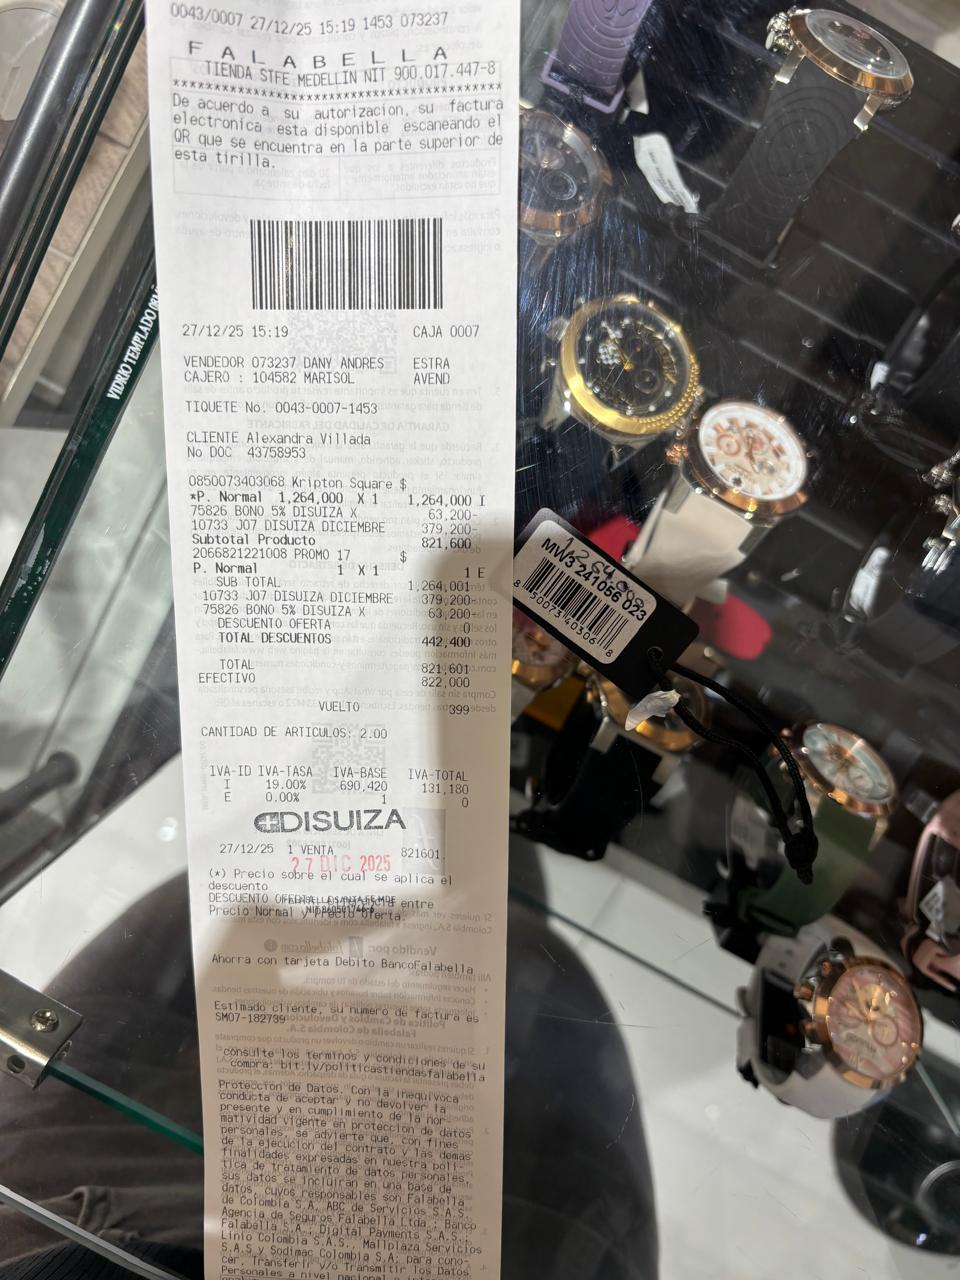 0043/0007 27/12/25 15:19 1453 073237
F A L A B E L L A
TIENDA STFE MEDELLIN NIT 900.017.447-8
De acuerdo a su autorizacion, su factura
electronica esta disponible escaneando el
QR que se encuentra en la parte superior de
esta tirilla.
27/12/25 15:19 CAJA 0007
VENDEDOR 073237 DANY ANDRES ESTRA
CAJERO : 104582 MARISOL AVEND
TIQUETE No. 0043-0007-1453
CLIENTE Alexandra Villada
No DOC 43758953
0850073403068 Kripton Square $
*P. Normal 1,264,000 X 1 1,264,000 I
75826 BONO 5% DISUIZA X 63,200-
10733 J07 DISUIZA DICIEMBRE 379,200-
Subtotal Producto 821,600
2066821221008 PROMO 17 $
P. Normal 1 X 1 1 E
SUB TOTAL 1,264,001
10733 J07 DISUIZA DICIEMBRE 379,200-
75826 BONO 5% DISUIZA X 63,200-
DESCUENTO OFERTA 0
TOTAL DESCUENTOS 442,400
TOTAL 821,601
EFECTIVO 822,000
VUELTO 399
CANTIDAD DE ARTICULOS: 2.00
IVA-ID IVA-TASA IVA-BASE IVA-TOTAL
I 19.00% 690,420 131,180
E 0.00% 1 0
DISUIZA
27/12/25 1 VENTA 821601
27 DIC 2025
(*) Precio sobre el cual se aplica el
descuento
DESCUENTO OFERTA: entre
Precio Normal y Precio Oferta.
Ahorra con tarjeta Debito BancoFalabella
Estimado cliente, su numero de factura es
SM07-182739
consulte los terminos y condiciones de su
compra: bit.ly/politicastiendasfalabella
Proteccion de Datos. Con la inequivoca
conducta de aceptar y no devolver la
presente y en cumplimiento de la nor-
matividad vigente en proteccion de datos
personales, se advierte que, con fines
de la ejecucion del contrato y las demas
finalidades expresadas en nuestra poli-
tica de tratamiento de datos personales,
sus datos se incluiran en una base de
datos, cuyos responsables son Falabella
de Colombia S.A, ABC de Servicios S.A.S,
Agencia de Seguros Falabella Ltda., Banco
Falabella S.A., Digital Payments S.A.S.,
Linio Colombia S.A.S., Mallplaza Servicios
S.A.S y Sodimac Colombia S.A; para cono-
cer, Transferir y/o Transmitir los Datos
Personales a nivel nacional
VIDRIO TEMPLADO
MW3 241056 023
8 50073 40306 8